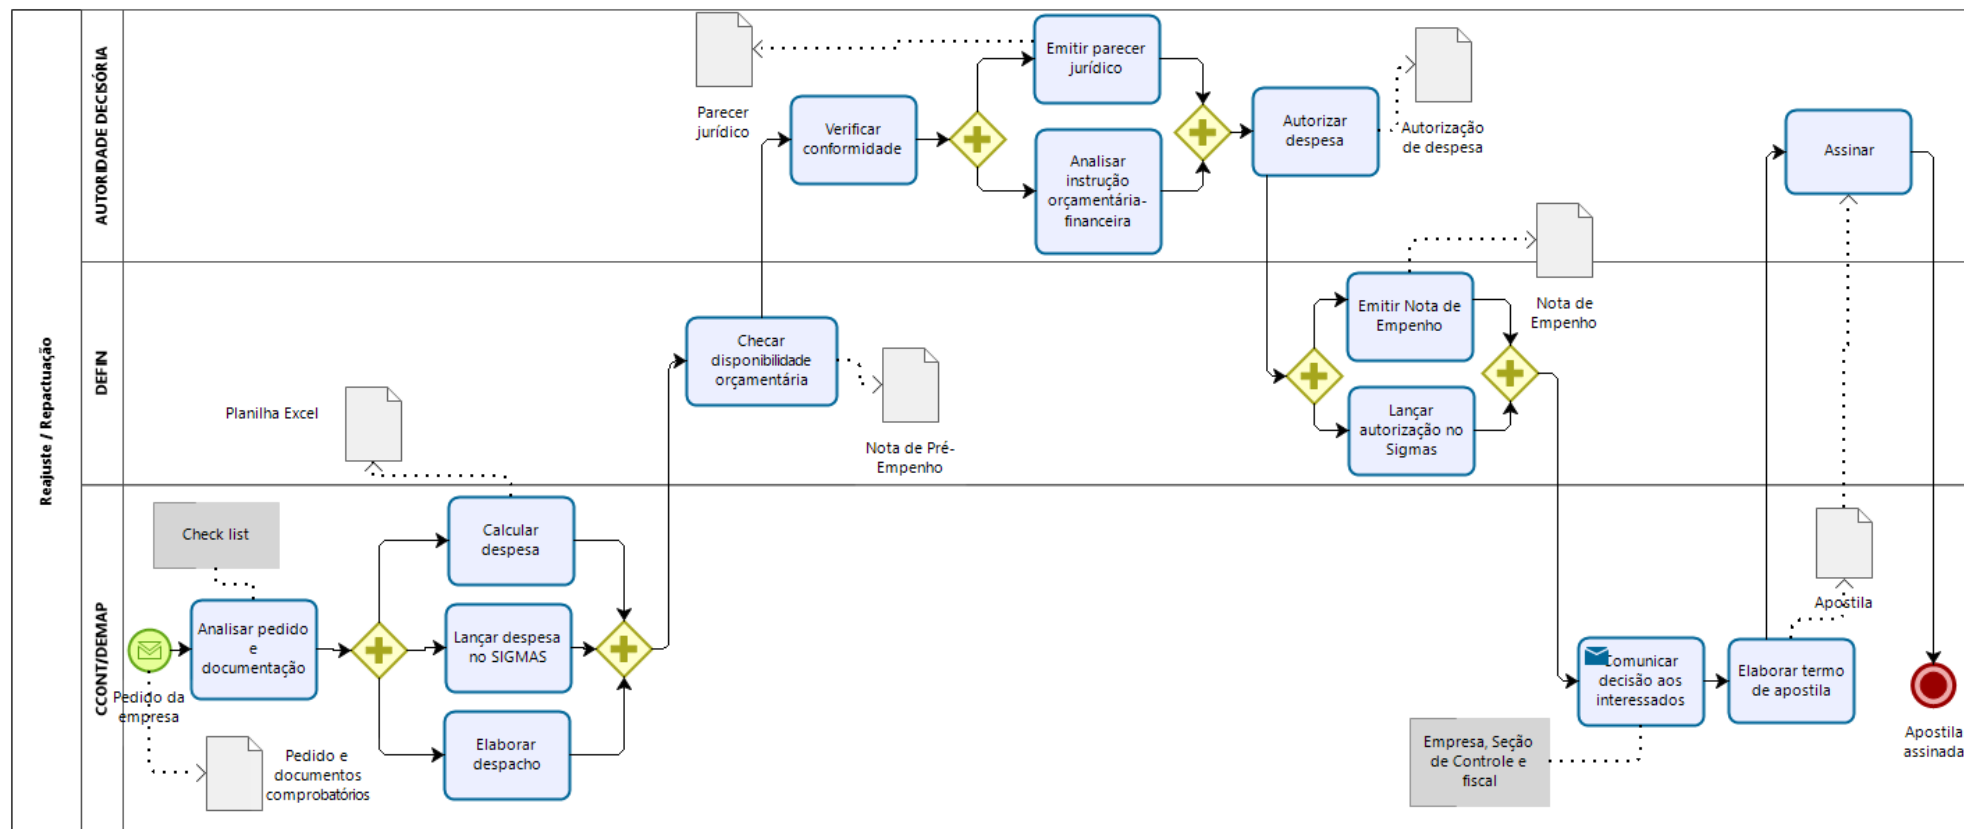 Reajuste / Repactuação
AUTORIDADE DECISÓRIA
Parecer
jurídico
Emitir parecer
jurídico
Verificar
conformidade
Analisar
instrução
orçamentária-
financeira
Autorizar
despesa
Autorização
de despesa
Assinar
DEFIN
Checar
disponibilidade
orçamentária
Nota de Pré-
Empenho
Emitir Nota de
Empenho
Nota de
Empenho
Lançar
autorização no
Sigmas
Planilha Excel
CCONT/DEMAP
Check list
Pedido da
empresa
Analisar pedido
e
documentação
Pedido e
documentos
comprobatórios
Calcular
despesa
Lançar despesa
no SIGMAS
Elaborar
despacho
Comunicar
decisão aos
interessados
Empresa, Seção
de Controle e
fiscal
Elaborar termo
de apostila
Apostila
Apostila
assinada